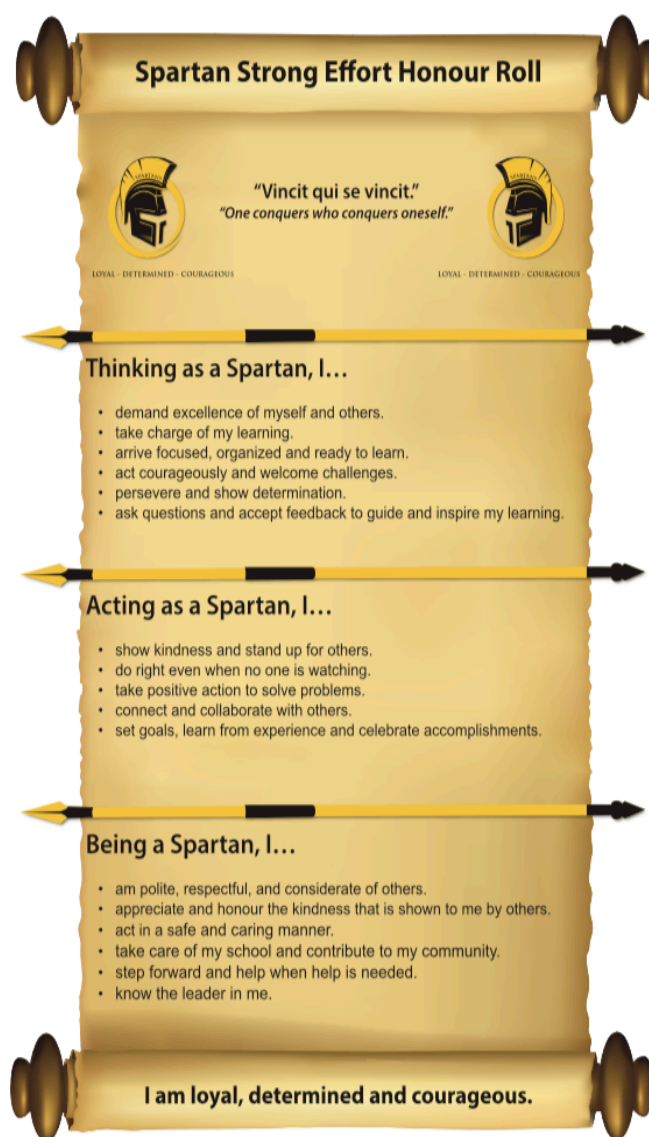 Spartan Strong Effort Honour Roll
SPARTANS
SPARTANS
“Vincit qui se vincit.”
“One conquers who conquers oneself.”
LOYAL - DETERMINED - COURAGEOUS
LOYAL - DETERMINED - COURAGEOUS
Thinking as a Spartan, I…
• demand excellence of myself and others.
• take charge of my learning.
• arrive focused, organized and ready to learn.
• act courageously and welcome challenges.
• persevere and show determination.
• ask questions and accept feedback to guide and inspire my learning.
Acting as a Spartan, I…
• show kindness and stand up for others.
• do right even when no one is watching.
• take positive action to solve problems.
• connect and collaborate with others.
• set goals, learn from experience and celebrate accomplishments.
Being a Spartan, I…
• am polite, respectful, and considerate of others.
• appreciate and honour the kindness that is shown to me by others.
• act in a safe and caring manner.
• take care of my school and contribute to my community.
• step forward and help when help is needed.
• know the leader in me.
I am loyal, determined and courageous.